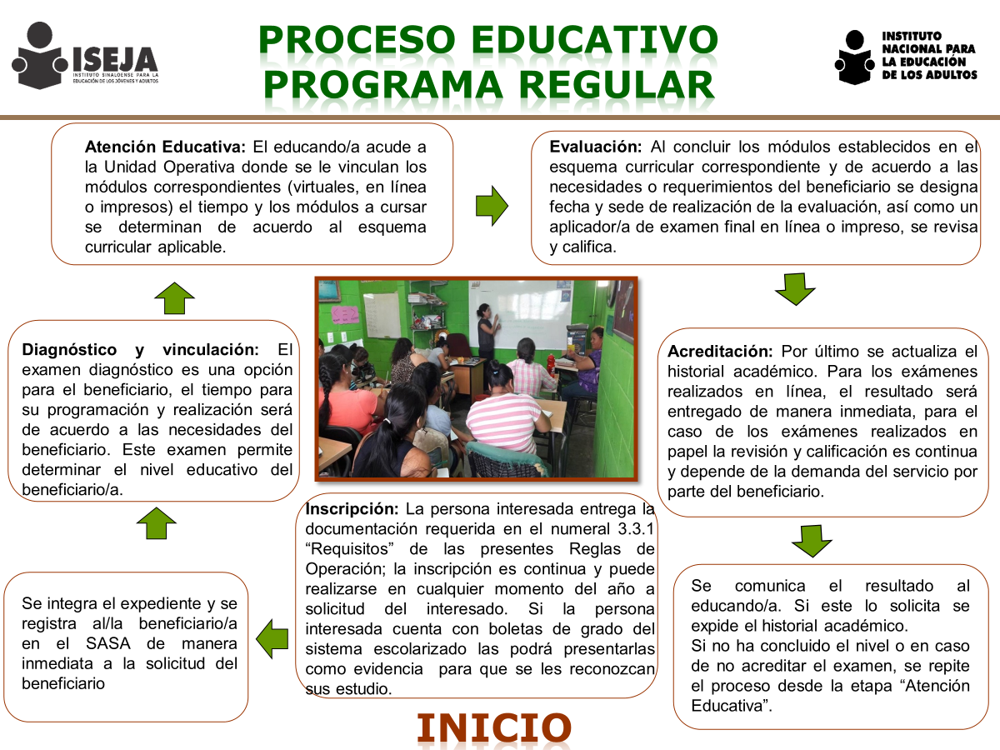 ISEJA
INSTITUTO SINALOENSE PARA LA
EDUCACIÓN DE LOS JÓVENES Y ADULTOS
PROCESO EDUCATIVO
PROGRAMA REGULAR
INSTITUTO
NACIONAL PARA
LA EDUCACIÓN
DE LOS ADULTOS
Atención Educativa: El educando/a acude a
la Unidad Operativa donde se le vinculan los
módulos correspondientes (virtuales, en línea
o impresos) el tiempo y los módulos a cursar
se determinan de acuerdo al esquema
curricular aplicable.
Evaluación: Al concluir los módulos establecidos en el
esquema curricular correspondiente y de acuerdo a las
necesidades o requerimientos del beneficiario se designa
fecha y sede de realización de la evaluación, así como un
aplicador/a de examen final en línea o impreso, se revisa
y califica.
Diagnóstico y vinculación: El
examen diagnóstico es una opción
para el beneficiario, el tiempo para
su programación y realización será
de acuerdo a las necesidades del
beneficiario. Este examen permite
determinar el nivel educativo del
beneficiario/a.
Acreditación: Por último se actualiza el
historial académico. Para los exámenes
realizados en línea, el resultado será
entregado de manera inmediata, para el
caso de los exámenes realizados en
papel la revisión y calificación es continua
y depende de la demanda del servicio por
parte del beneficiario.
Inscripción: La persona interesada entrega la
documentación requerida en el numeral 3.3.1
“Requisitos” de las presentes Reglas de
Operación; la inscripción es continua y puede
realizarse en cualquier momento del año a
solicitud del interesado. Si la persona
interesada cuenta con boletas de grado del
sistema escolarizado las podrá presentarlas
como evidencia para que se les reconozcan
sus estudio.
Se integra el expediente y se
registra al/la beneficiario/a
en el SASA de manera
inmediata a la solicitud del
beneficiario
Se comunica el resultado al
educando/a. Si este lo solicita se
expide el historial académico.
Si no ha concluido el nivel o en caso
de no acreditar el examen, se repite
el proceso desde la etapa “Atención
Educativa”.
INICIO